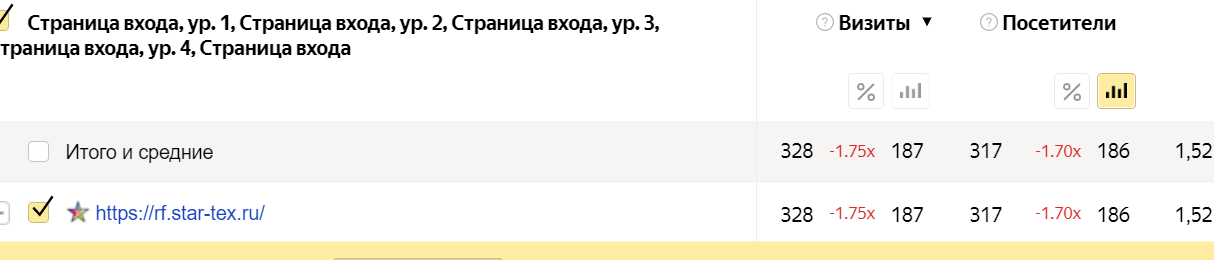 Страница входа, ур. 1, Страница входа, ур. 2, Страница входа, ур. 3,
траница входа, ур. 4, Страница входа
? Визиты ▼ ? Посетители
% %
Итого и средние 328 -1.75x 187 317 -1.70x 186 1,52
https://rf.star-tex.ru/ 328 -1.75x 187 317 -1.70x 186 1,52